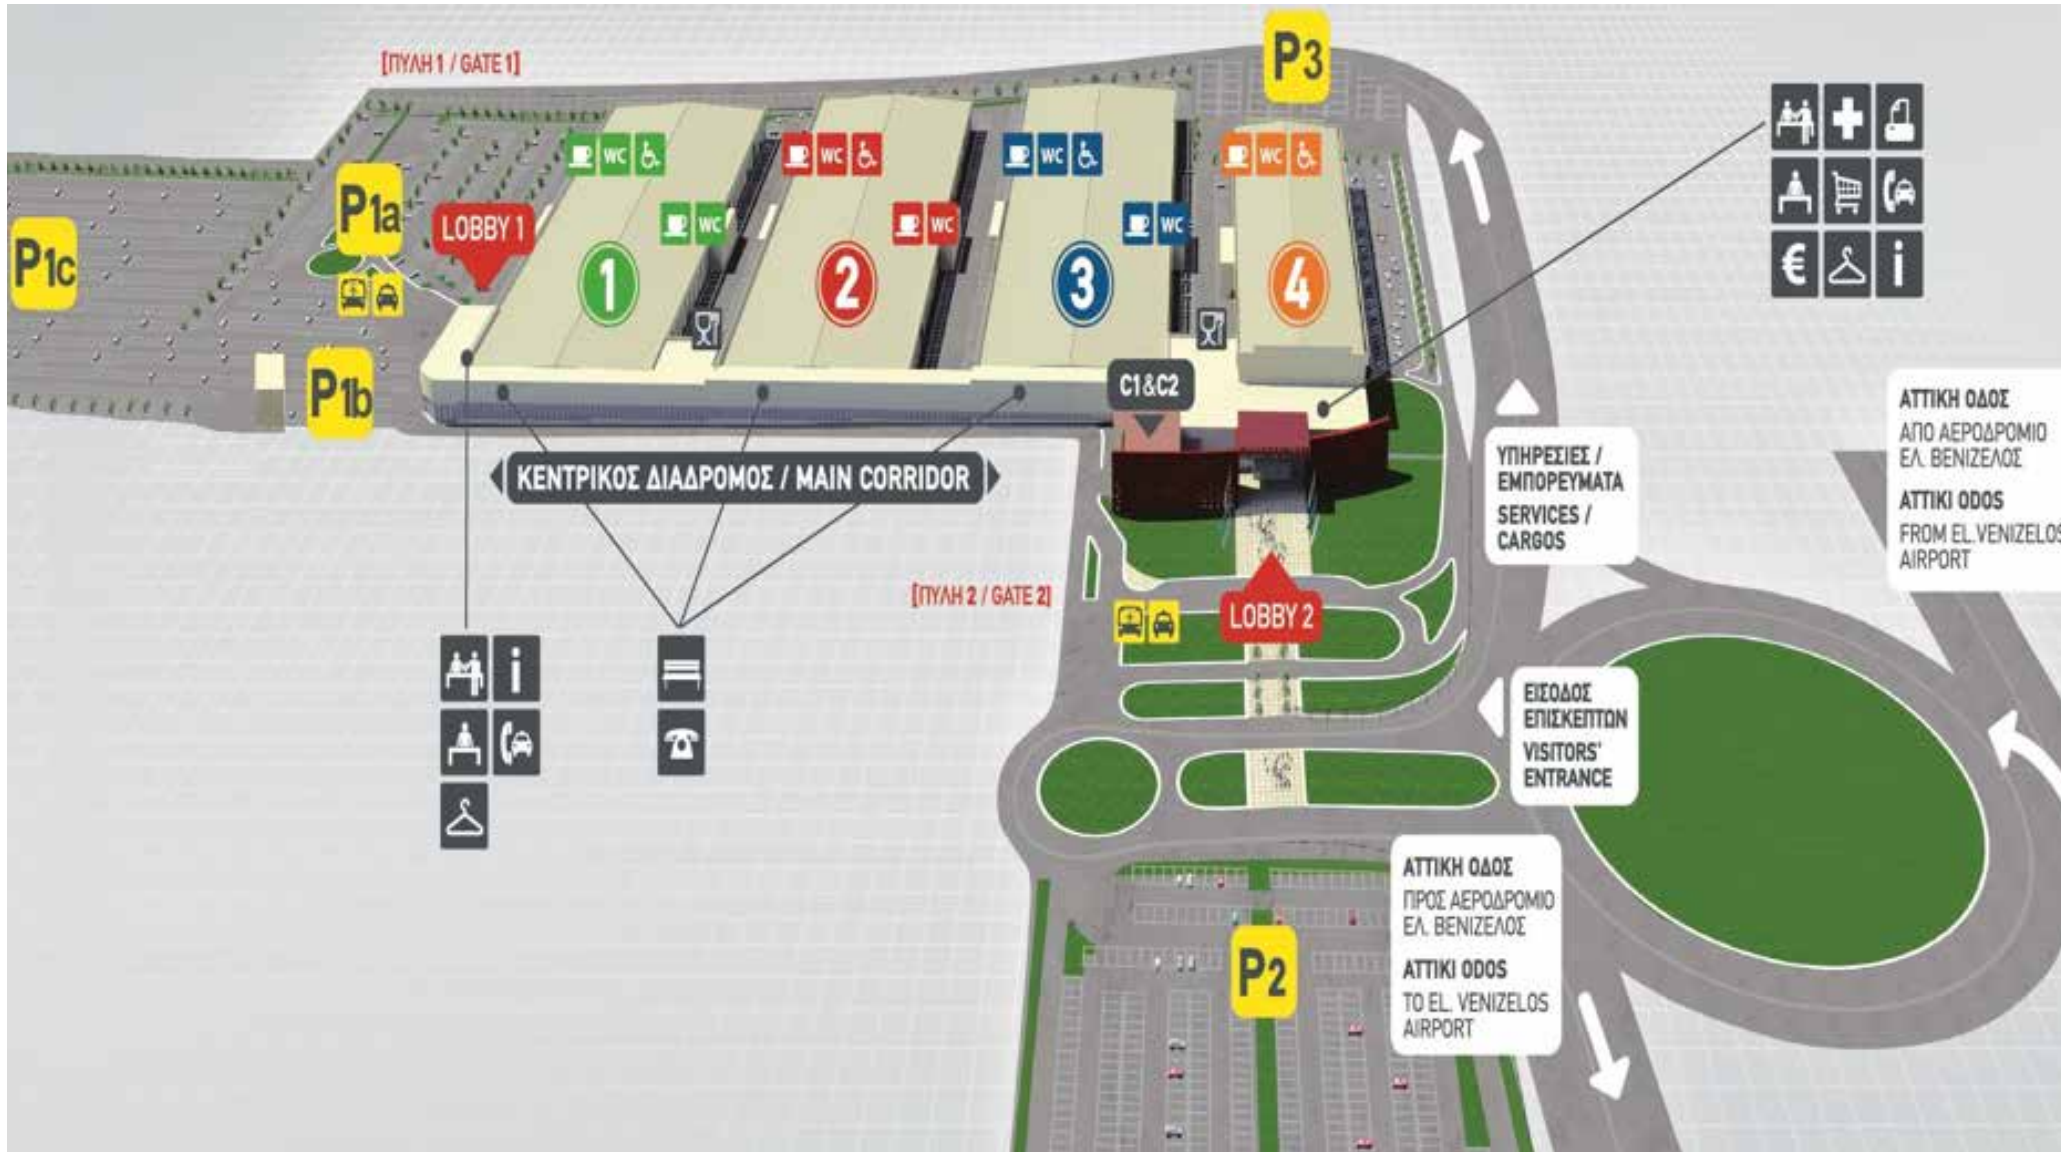 [ΠΥΛΗ 1 / GATE 1]
P3
P1a
P1c
P1b
LOBBY 1
WC
WC
WC
WC
WC
WC
WC
1
2
3
4
€
i
C1&C2
ΚΕΝΤΡΙΚΟΣ ΔΙΑΔΡΟΜΟΣ / MAIN CORRIDOR
i
[ΠΥΛΗ 2 / GATE 2]
LOBBY 2
ΥΠΗΡΕΣΙΕΣ /
ΕΜΠΟΡΕΥΜΑΤΑ
SERVICES /
CARGOS
ΑΤΤΙΚΗ ΟΔΟΣ
ΑΠΟ ΑΕΡΟΔΡΟΜΙΟ
ΕΛ. ΒΕΝΙΖΕΛΟΣ
ATTIKI ODOS
FROM EL.VENIZELOS
AIRPORT
ΕΙΣΟΔΟΣ
ΕΠΙΣΚΕΠΤΩΝ
VISITORS'
ENTRANCE
ΑΤΤΙΚΗ ΟΔΟΣ
ΠΡΟΣ ΑΕΡΟΔΡΟΜΙΟ
ΕΛ. ΒΕΝΙΖΕΛΟΣ
ATTIKI ODOS
TO EL. VENIZELOS
AIRPORT
P2